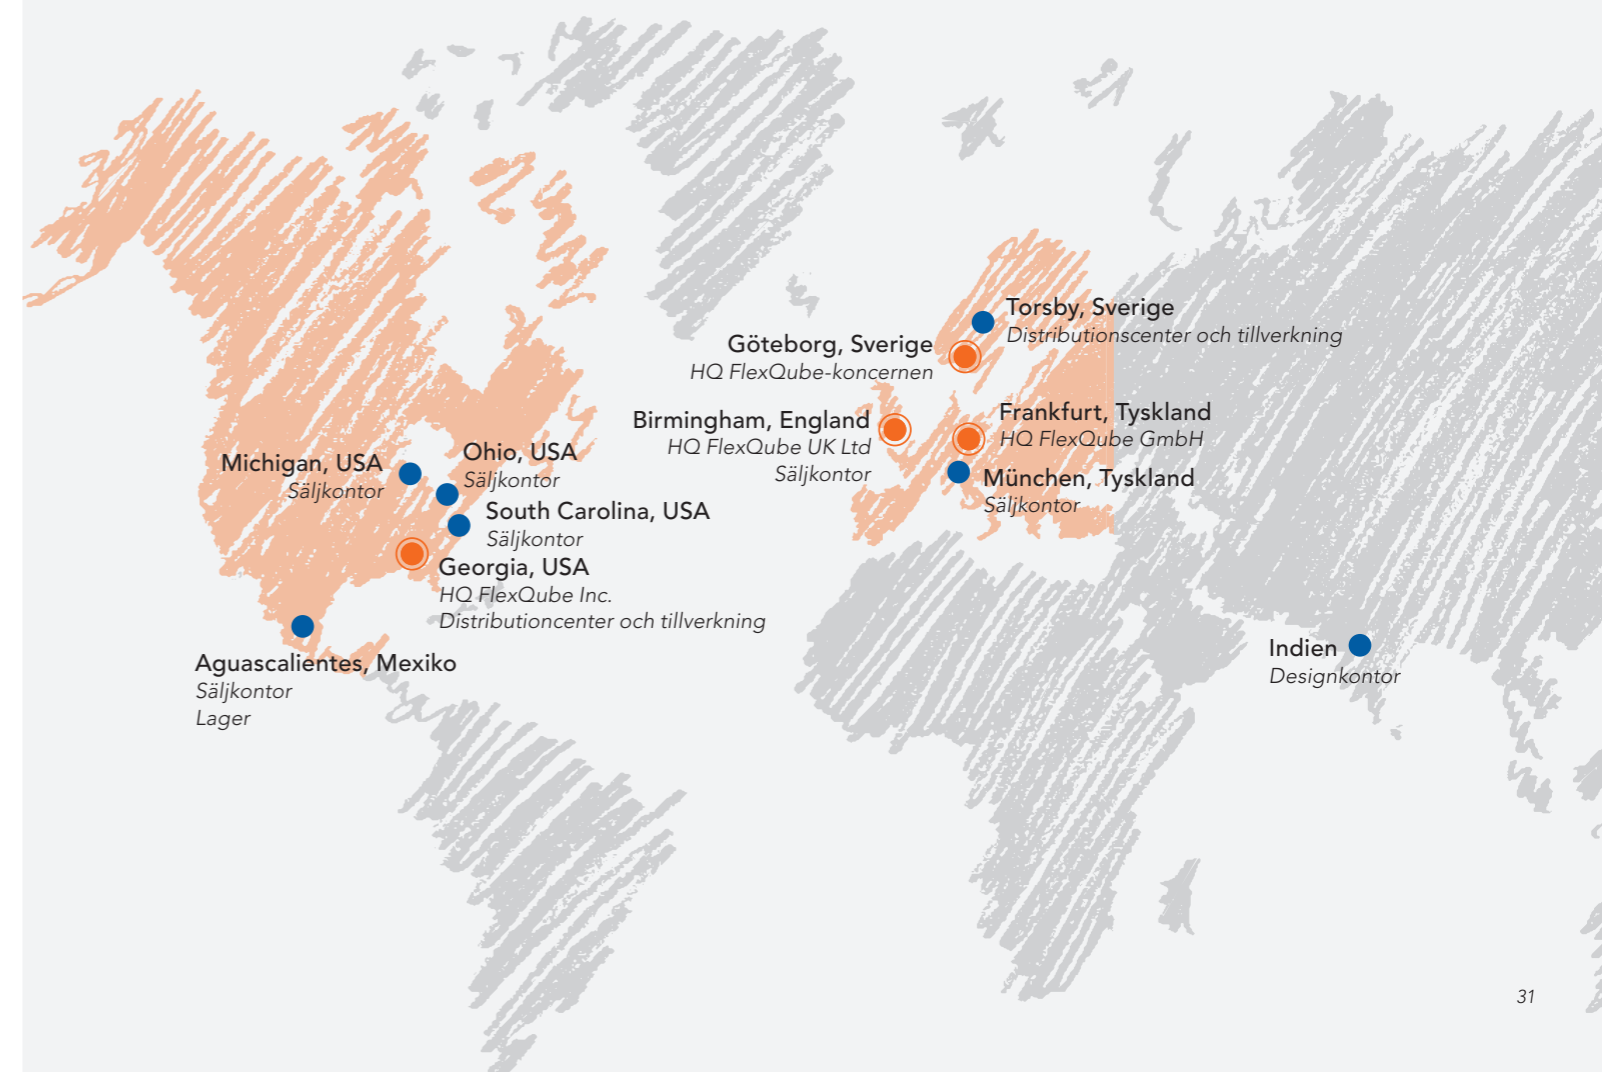 Torsby, Sverige
Distributionscenter och tillverkning
Göteborg, Sverige
HQ FlexQube-koncernen
Birmingham, England
HQ FlexQube UK Ltd
Säljkontor
Frankfurt, Tyskland
HQ FlexQube GmbH
München, Tyskland
Säljkontor
Michigan, USA
Säljkontor
Ohio, USA
Säljkontor
South Carolina, USA
Säljkontor
Georgia, USA
HQ FlexQube Inc.
Distributioncenter och tillverkning
Aguascalientes, Mexiko
Säljkontor
Lager
Indien
Designkontor
31